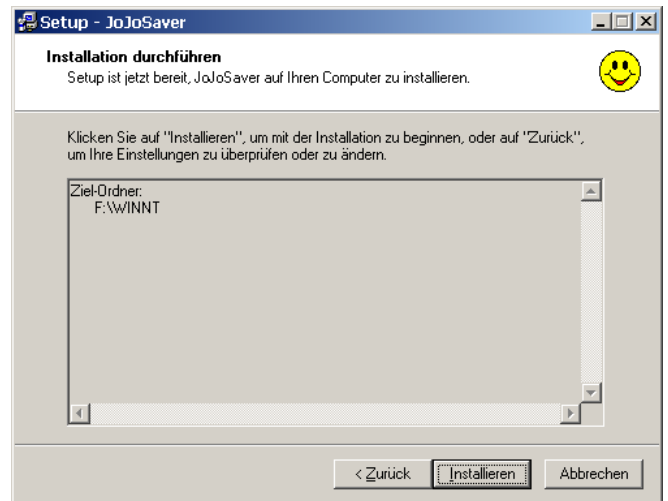 Setup - JoJoSaver
Installation durchführen
Setup ist jetzt bereit, JoJoSaver auf Ihren Computer zu installieren.
Klicken Sie auf "Installieren", um mit der Installation zu beginnen, oder auf "Zurück",
um Ihre Einstellungen zu überprüfen oder zu ändern.
Ziel-Ordner:
F:\WINNT
< Zurück
Installieren
Abbrechen